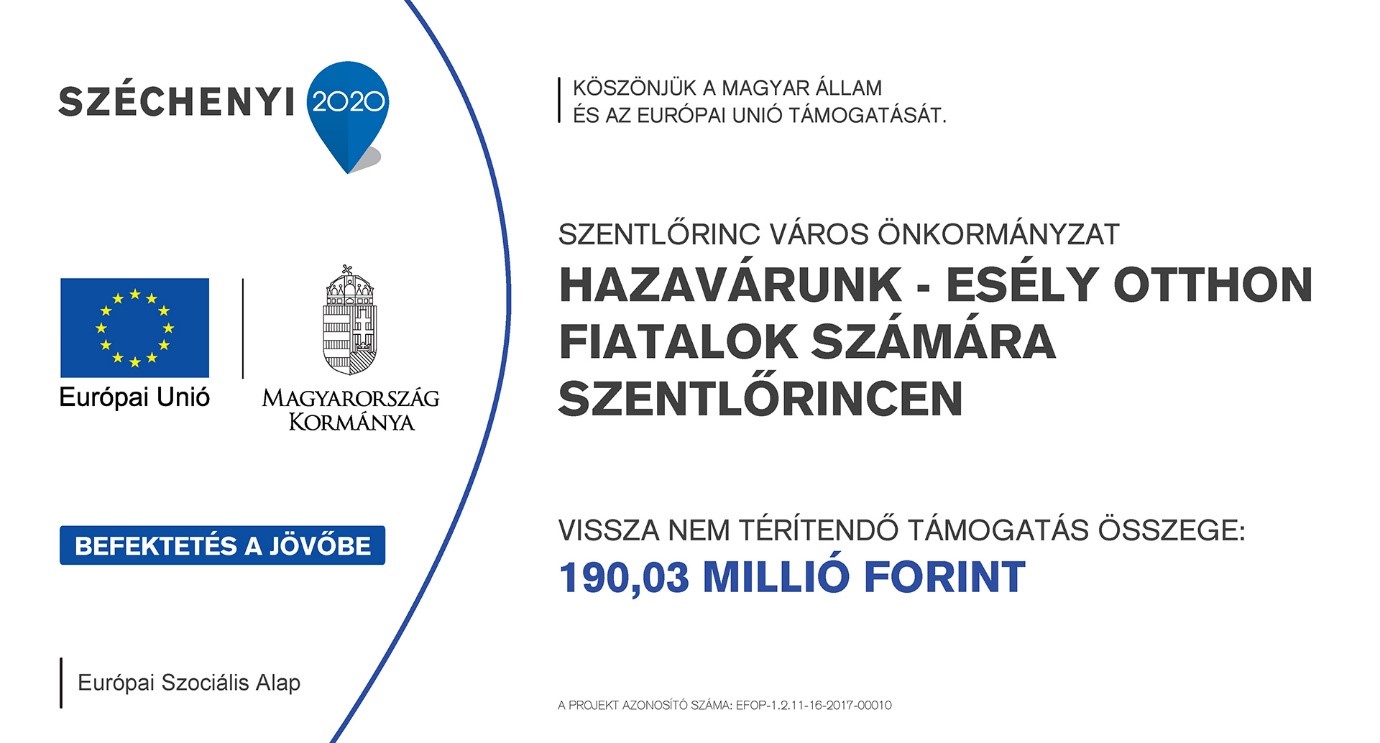 SZÉCHENYI 2020
Európai Unió
MAGYARORSZÁG
KORMÁNYA
BEFEKTETÉS A JÖVŐBE
Európai Szociális Alap
KÖSZÖNJÜK A MAGYAR ÁLLAM
ÉS AZ EURÓPAI UNIÓ TÁMOGATÁSÁT.
SZENTLŐRINC VÁROS ÖNKORMÁNYZAT
HAZAVÁRUNK - ESÉLY OTTHON
FIATALOK SZÁMÁRA
SZENTLŐRINCEN
VISSZA NEM TÉRÍTENDŐ TÁMOGATÁS ÖSSZEGE:
190,03 MILLIÓ FORINT
A PROJEKT AZONOSÍTÓ SZÁMA: EFOP-1.2.11-16-2017-00010